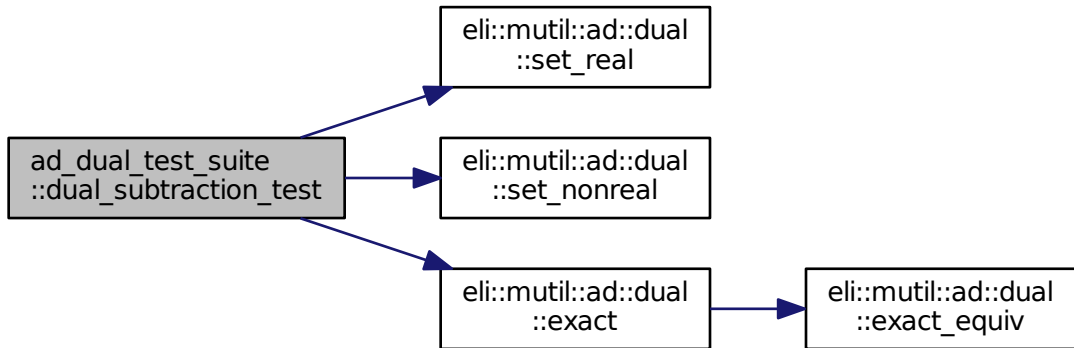 eli::mutil::ad::dual
::set_real
ad_dual_test_suite
::dual_subtraction_test
eli::mutil::ad::dual
::set_nonreal
eli::mutil::ad::dual
::exact
eli::mutil::ad::dual
::exact_equiv